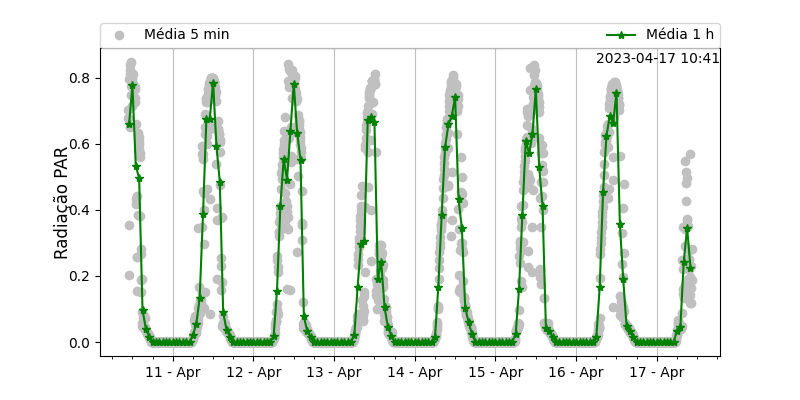 Média 5 min
Média 1 h
2023-04-17 10:41
Radiação PAR
0.8
0.6
0.4
0.2
0.0
11 - Apr
12 - Apr
13 - Apr
14 - Apr
15 - Apr
16 - Apr
17 - Apr